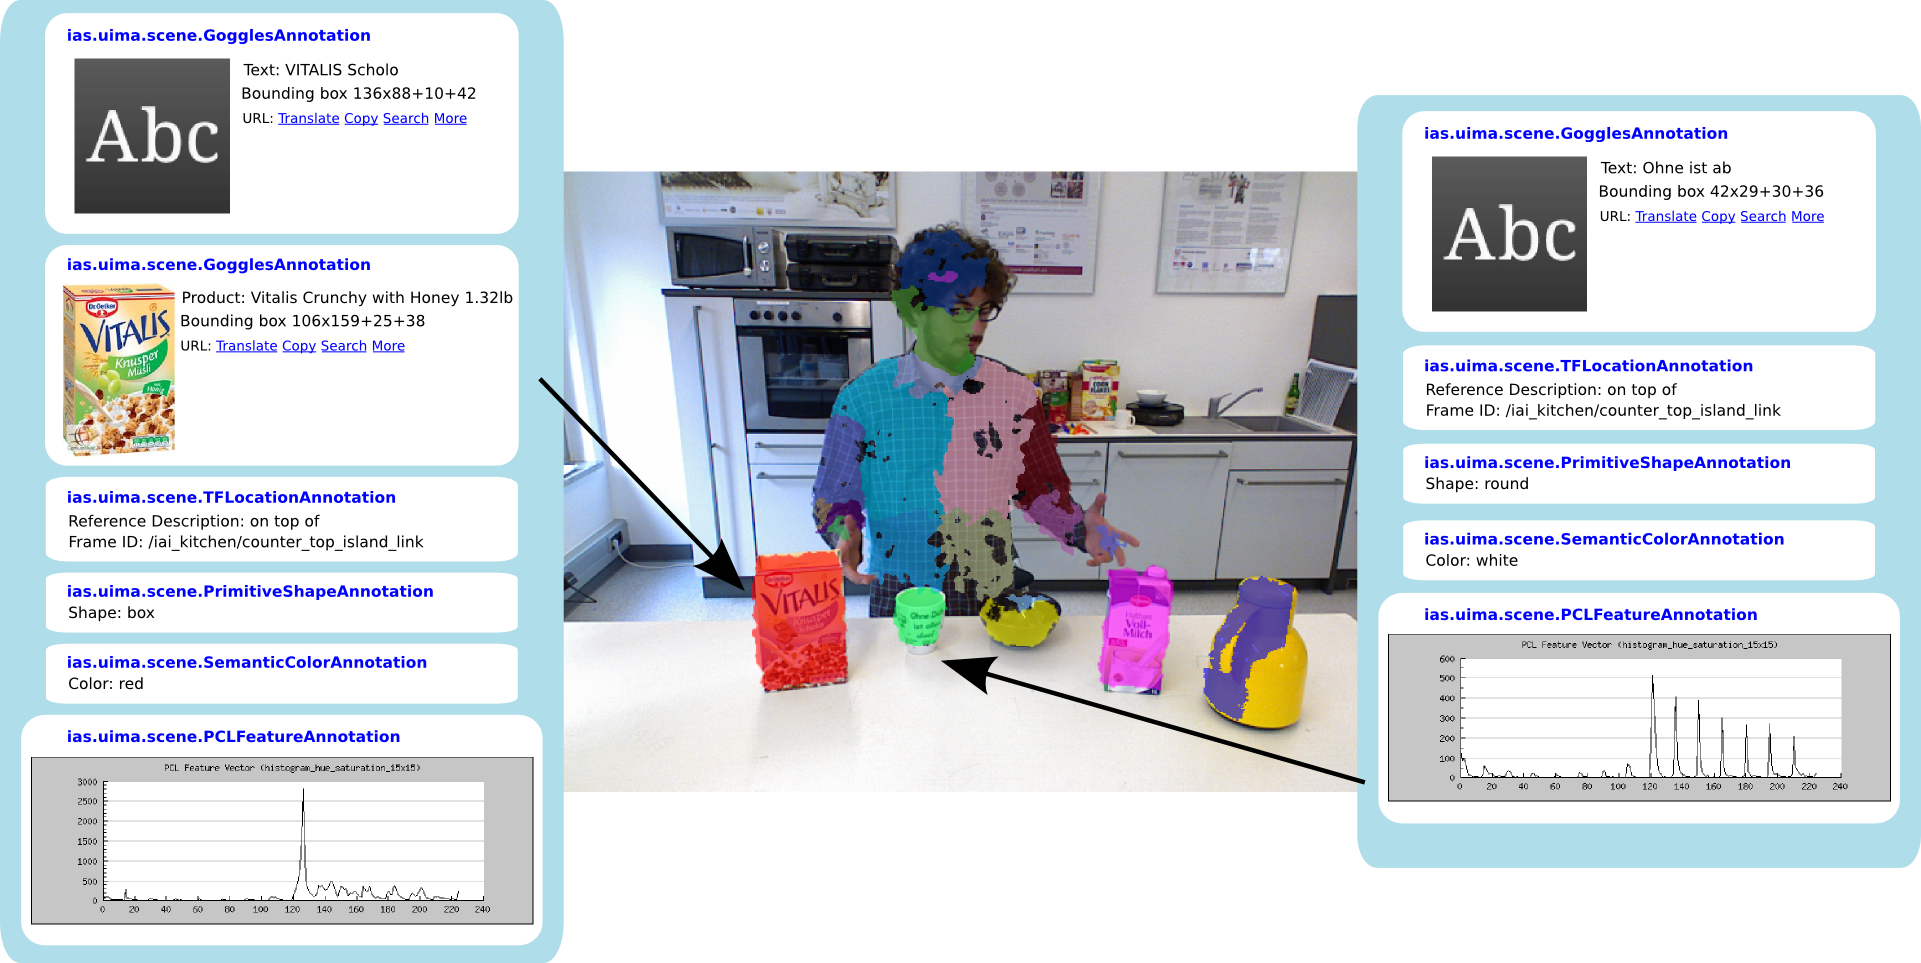 ias.uima.scene.GogglesAnnotation
Abc
Text: VITALIS Scholo
Bounding box 136x88+10+42
URL: Translate Copy Search More
ias.uima.scene.GogglesAnnotation
Dr.Oetker
VITALIS
Knusper
Müsli
Honig
Product: Vitalis Crunchy with Honey 1.32lb
Bounding box 106x159+25+38
URL: Translate Copy Search More
ias.uima.scene.TFLocationAnnotation
Reference Description: on top of
Frame ID: /iai_kitchen/counter_top_island_link
ias.uima.scene.PrimitiveShapeAnnotation
Shape: box
ias.uima.scene.SemanticColorAnnotation
Color: red
ias.uima.scene.PCLFeatureAnnotation
PCL Feature Vector (histogram_hue_saturation_15x15)
3000
2500
2000
1500
1000
500
0
0 20 40 60 80 100 120 140 160 180 200 220 240
CORN
FLAKES
VITALIS
Knusper
Ohne
ist
Voll-
Milch
ias.uima.scene.GogglesAnnotation
Abc
Text: Ohne ist ab
Bounding box 42x29+30+36
URL: Translate Copy Search More
ias.uima.scene.TFLocationAnnotation
Reference Description: on top of
Frame ID: /iai_kitchen/counter_top_island_link
ias.uima.scene.PrimitiveShapeAnnotation
Shape: round
ias.uima.scene.SemanticColorAnnotation
Color: white
ias.uima.scene.PCLFeatureAnnotation
PCL Feature Vector (histogram_hue_saturation_15x15)
600
500
400
300
200
100
0
0 20 40 60 80 100 120 140 160 180 200 220 240